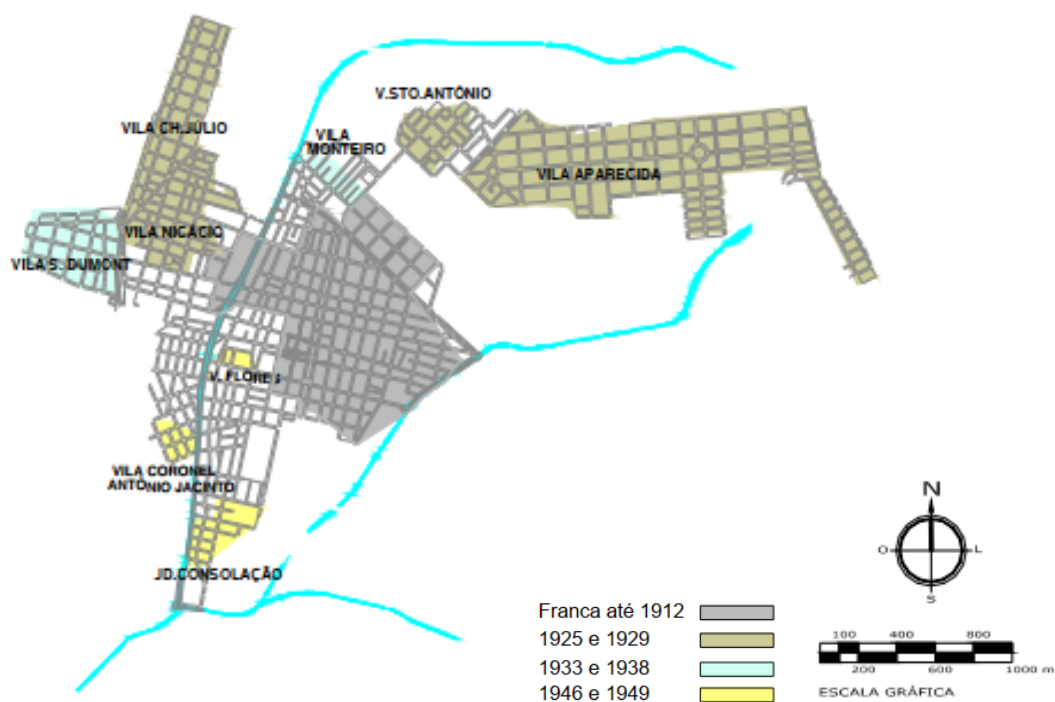 V.STO.ANTÔNIO
VILA CH.JÚLIO
VILA
MONTEIRO
VILA APARECIDA
VILA NICÁCIO
VILA S. DUMONT
V. FLORES
VILA CORONEL
ANTÔNIO JACINTO
JD.CONSOLAÇÃO
N
O
L
S
Franca até 1912
1925 e 1929
1933 e 1938
1946 e 1949
100 400 800
200 600 1000 m
ESCALA GRÁFICA